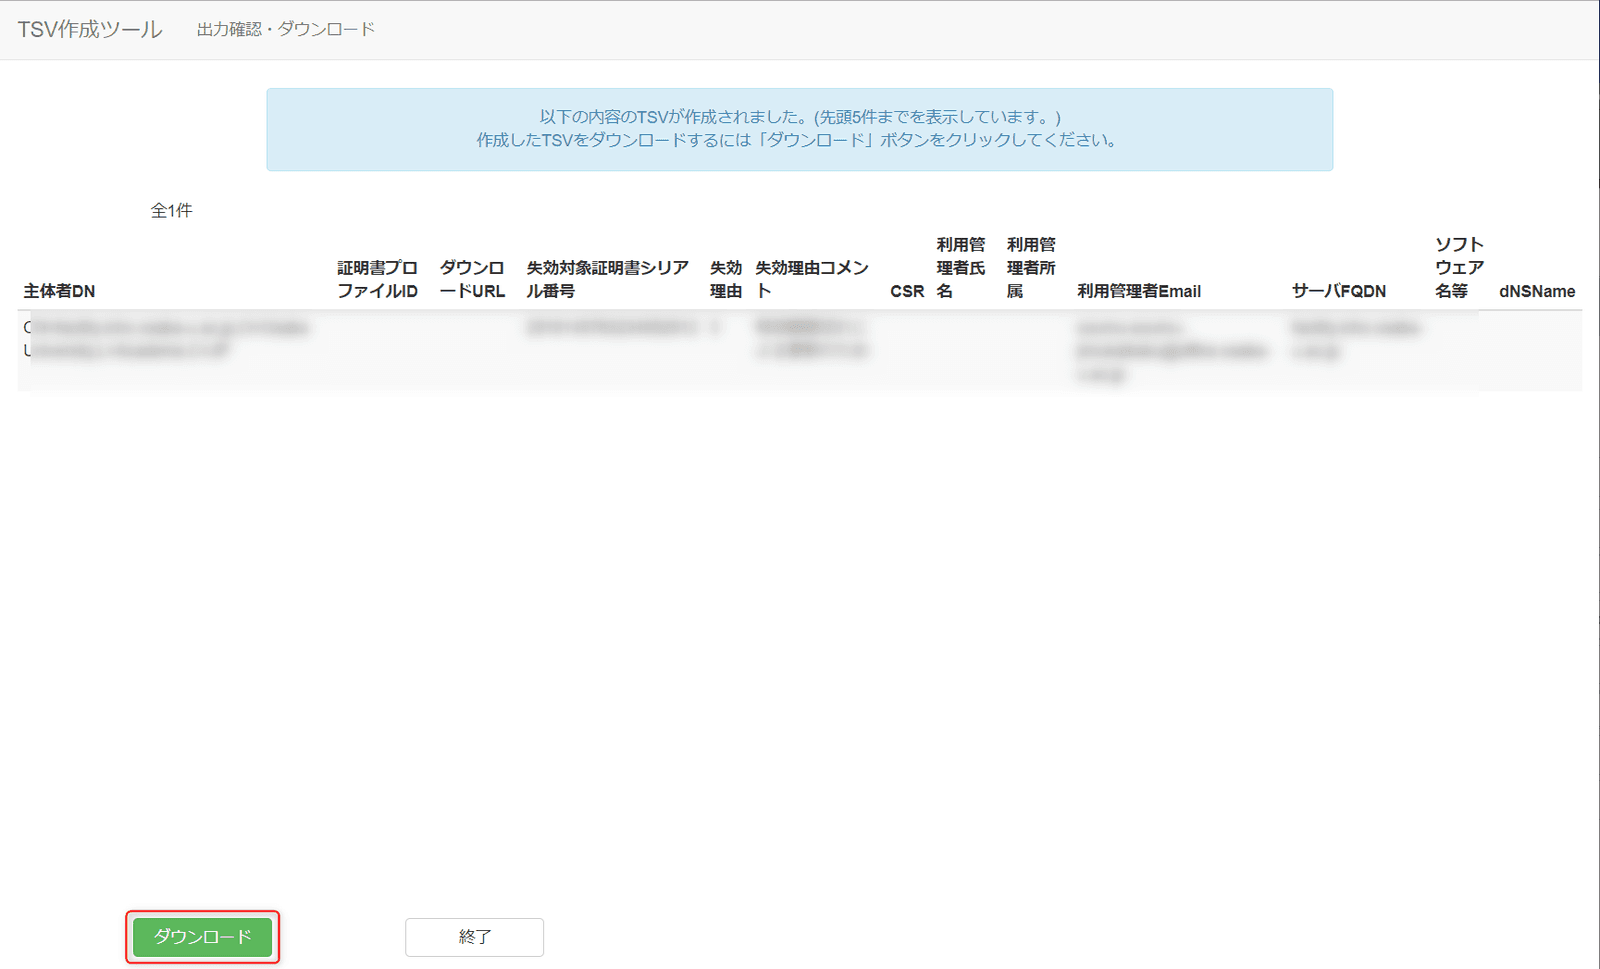 TSV作成ツール 出力確認・ダウンロード
以下の内容のTSVが作成されました。(先頭5件までを表示しています。)
作成したTSVをダウンロードするには「ダウンロード」ボタンをクリックしてください。
全1件
主体者DN
証明書プロ
ファイルID
ダウンロ
ードURL
失効対象証明書シリア
ル番号
失効
理由
失効理由コメン
ト
CSR
利用管
理者氏
名
利用管
理者所
属
利用管理者Email
サーバFQDN
ソフト
ウェア
名等
dNSName
ダウンロード
終了